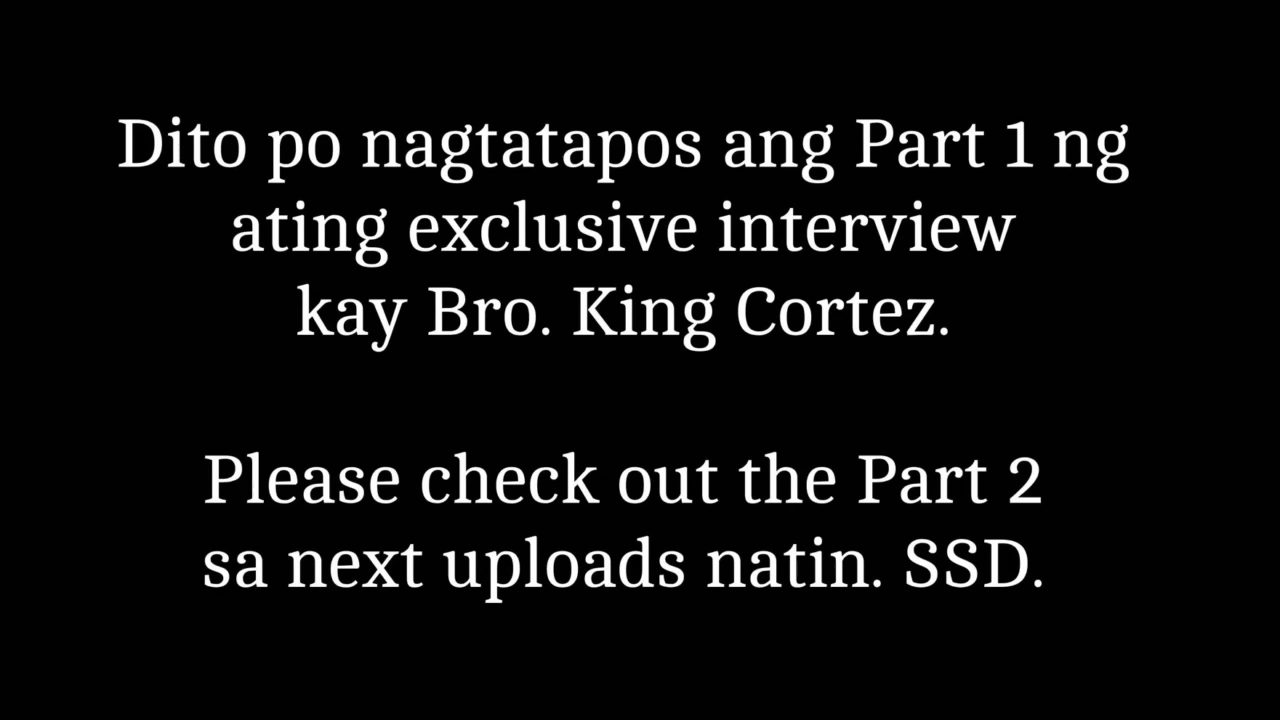 Dito po nagtatapos ang Part 1 ng
ating exclusive interview
kay Bro. King Cortez.
Please check out the Part 2
sa next uploads natin. SSD.